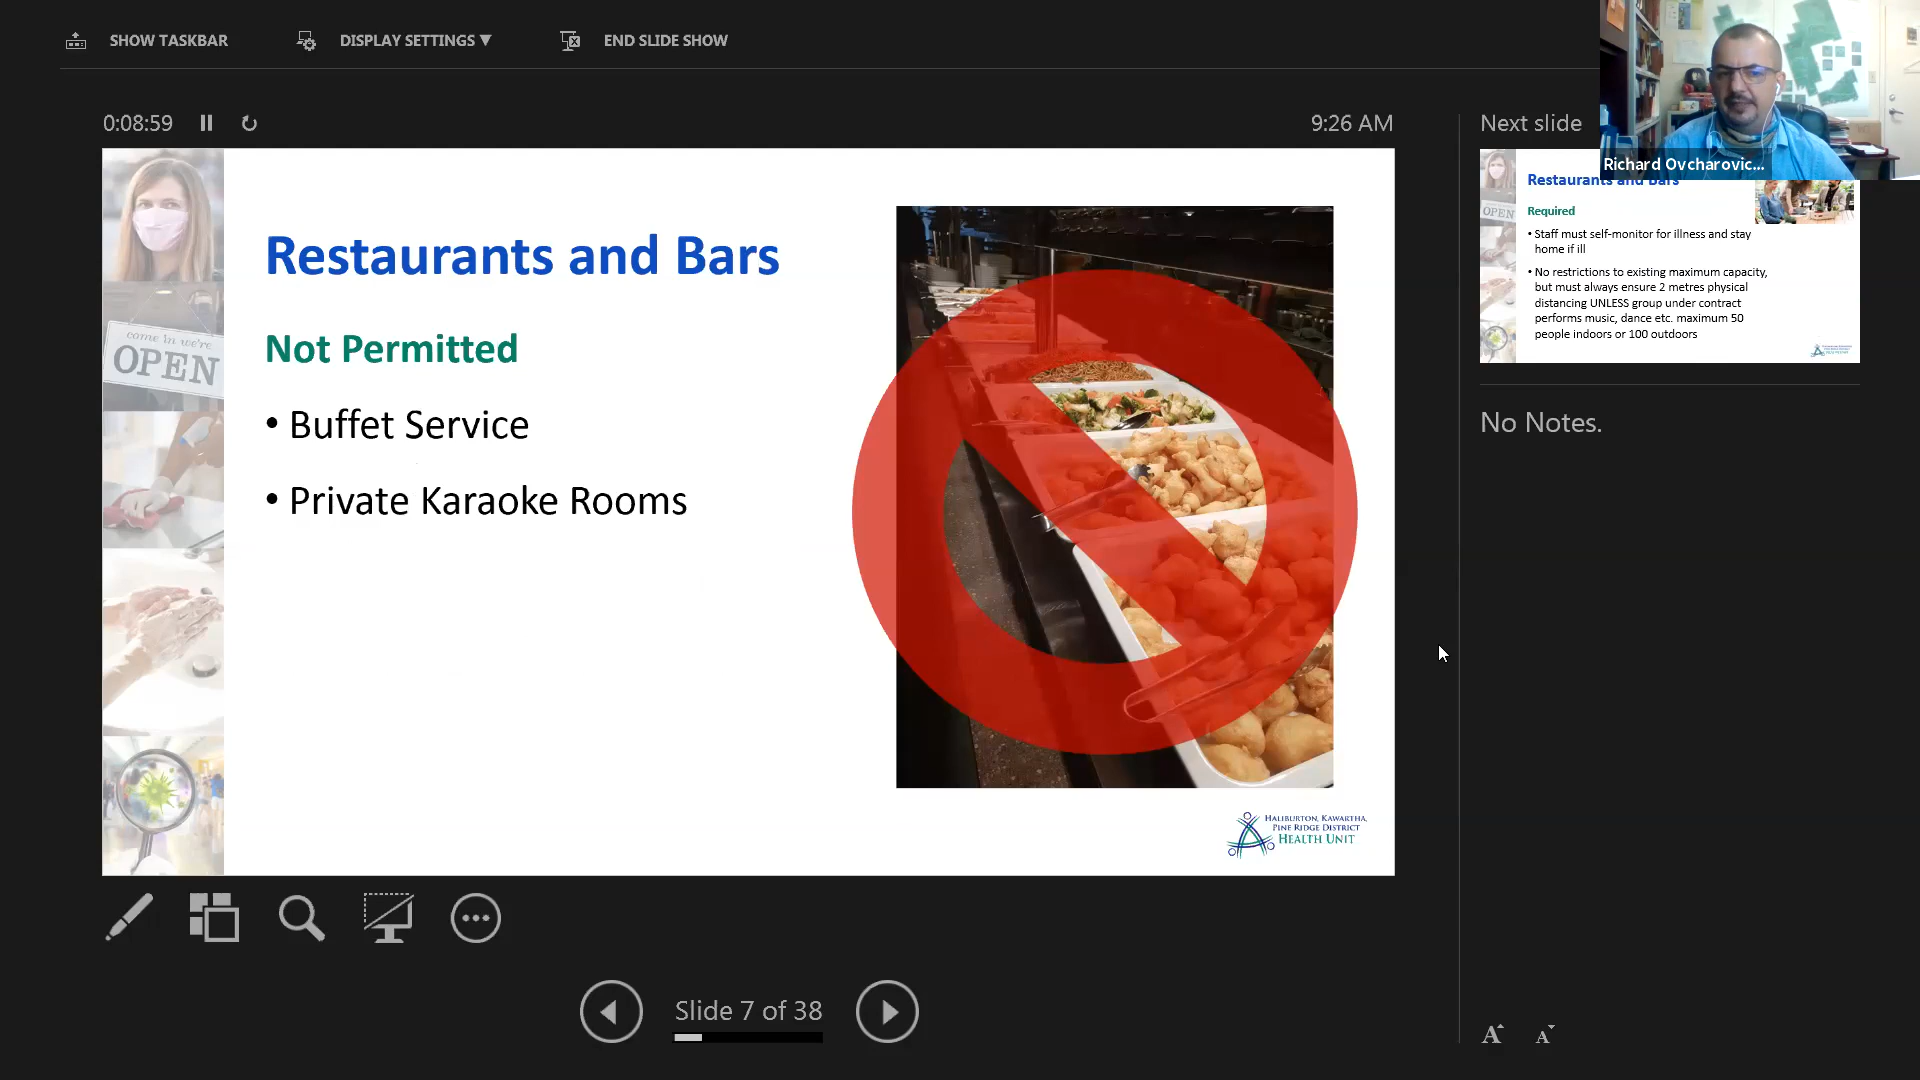 SHOW TASKBAR
DISPLAY SETTINGS ▼
END SLIDE SHOW
0:08:59
9:26 AM
Next slide
Richard Ovcharovic...
Restaurants and Bars
Not Permitted
• Buffet Service
• Private Karaoke Rooms
come in we're
OPEN
HALIBURTON, KAWARTHA,
PINE RIDGE DISTRICT
HEALTH UNIT
Restaurants and Bars
Required
• Staff must self-monitor for illness and stay
home if ill
• No restrictions to existing maximum capacity,
but must always ensure 2 metres physical
distancing UNLESS group under contract
performs music, dance etc. maximum 50
people indoors or 100 outdoors
OPEN
No Notes.
Slide 7 of 38
A A